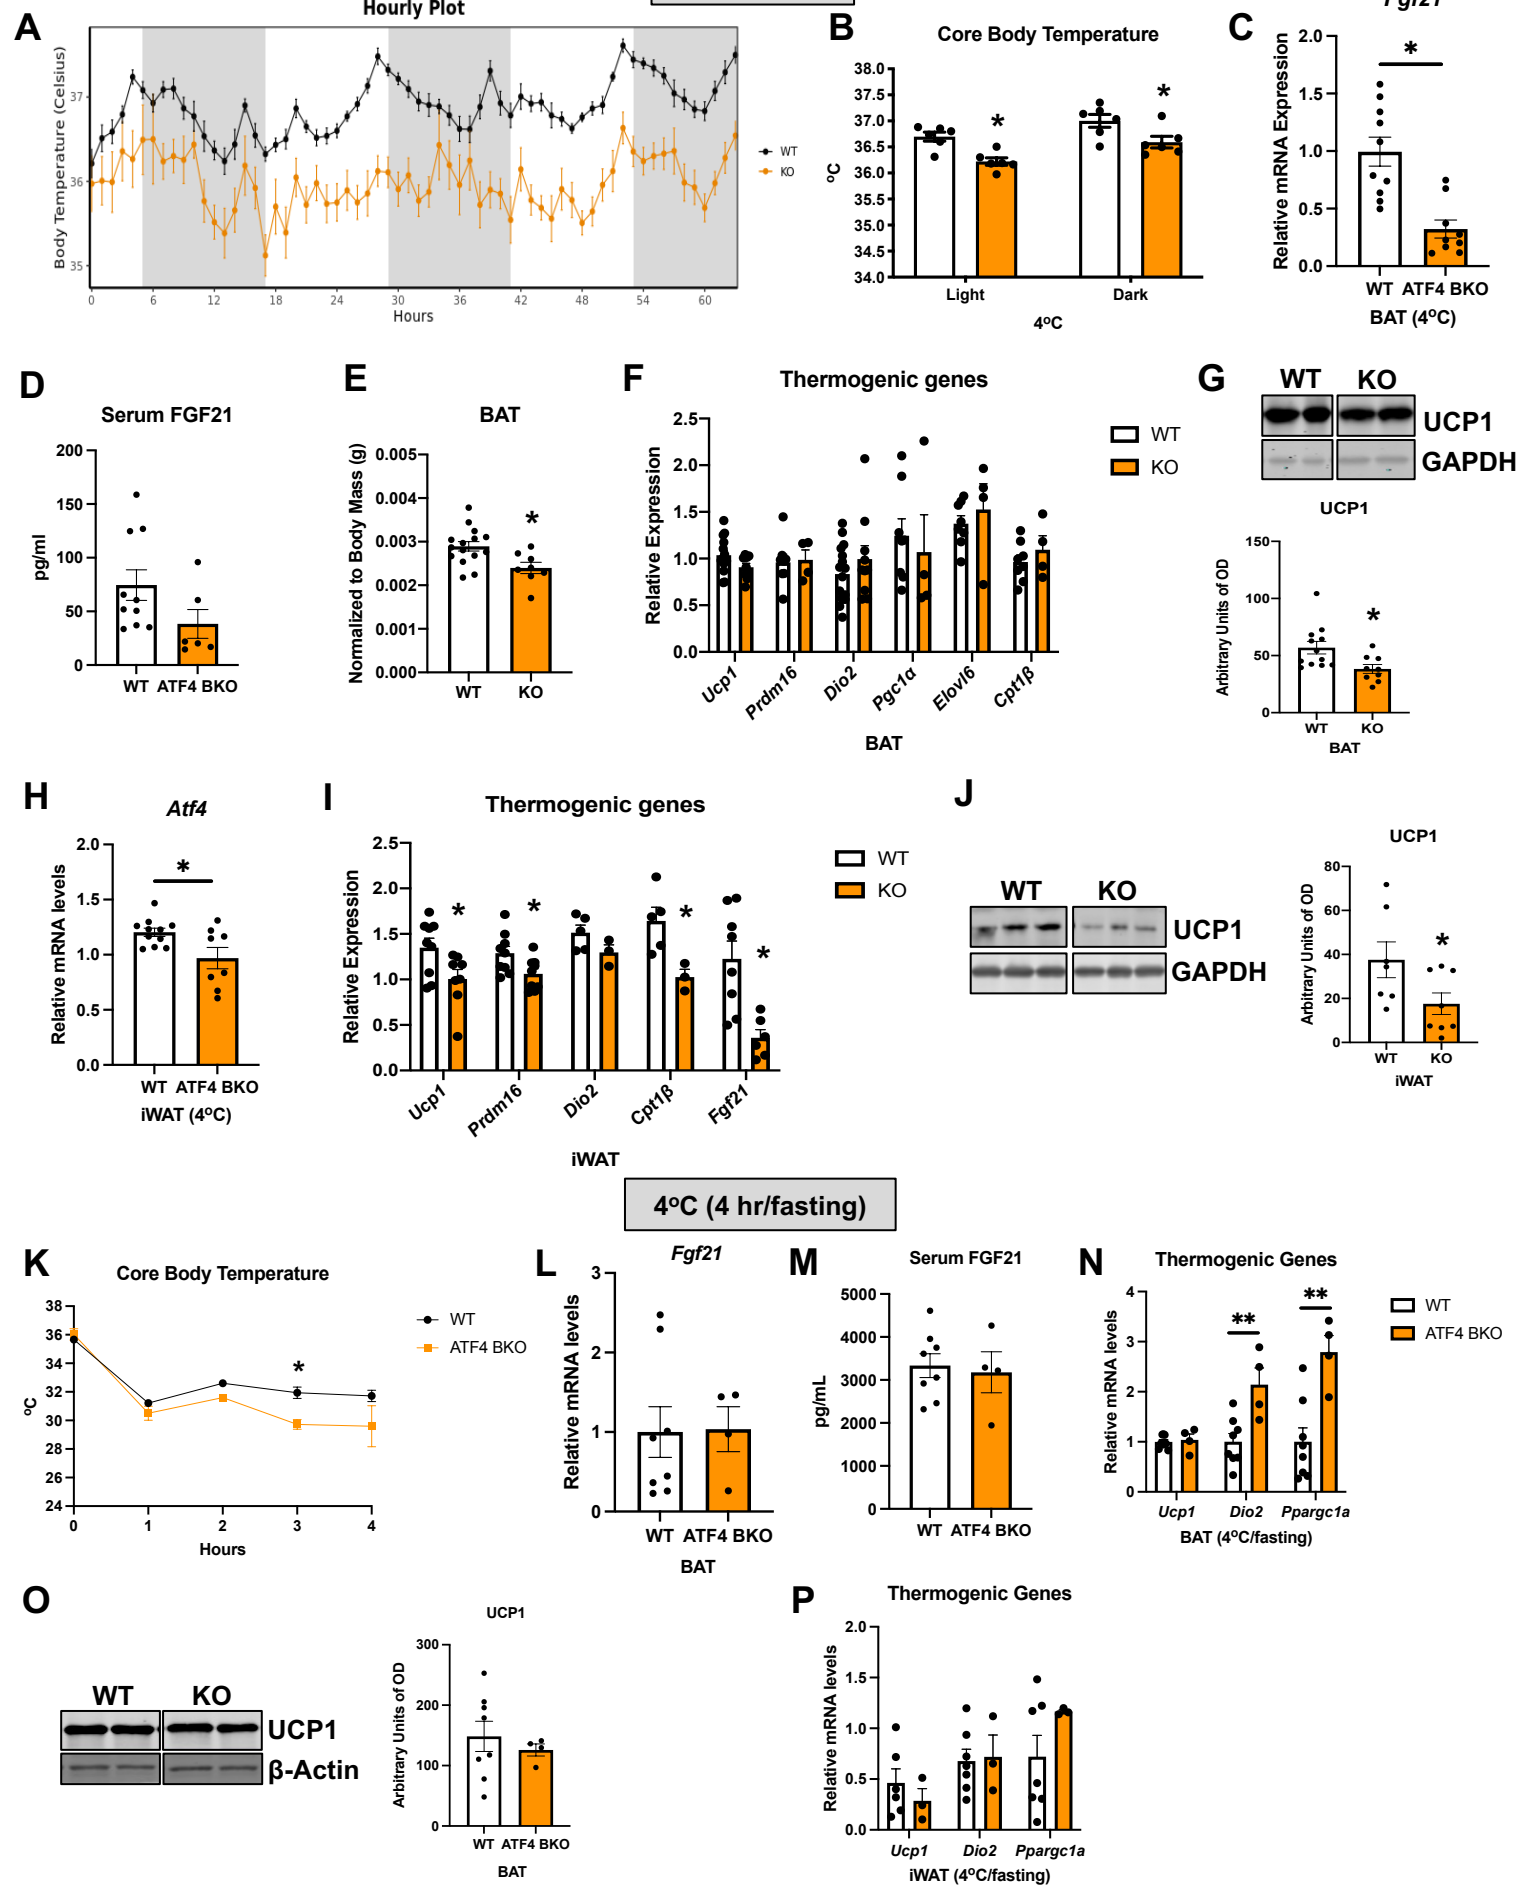 A
Hourly Plot
Body Temperature (Celsius)
37
36
35
0 6 12 18 24 30 36 42 48 54 60
Hours
WT
KO
B
Core Body Temperature
ºC
38.0
37.5
37.0
36.5
36.0
35.5
35.0
34.5
34.0
*
*
Light Dark
4ºC
C
Fgf21
Relative mRNA Expression
2.0
1.5
1.0
0.5
0.0
*
WT ATF4 BKO
BAT (4ºC)
D
Serum FGF21
pg/ml
200
150
100
50
0
WT ATF4 BKO
E
BAT
Normalized to Body Mass (g)
0.005
0.004
0.003
0.002
0.001
0.000
*
WT KO
F
Thermogenic genes
Relative Expression
2.5
2.0
1.5
1.0
0.5
0.0
Ucp1 Prdm16 Dio2 Pgc1α Elovl6 Cpt1β
BAT
WT
KO
G
WT KO
UCP1
GAPDH
UCP1
Arbitrary Units of OD
150
100
50
0
*
WT KO
BAT
H
Atf4
Relative mRNA levels
2.0
1.5
1.0
0.5
0.0
*
WT ATF4 BKO
iWAT (4ºC)
I
Thermogenic genes
Relative Expression
2.5
2.0
1.5
1.0
0.5
0.0
* * * *
Ucp1 Prdm16 Dio2 Cpt1β Fgf21
iWAT
WT
KO
J
WT KO
UCP1
GAPDH
UCP1
Arbitrary Units of OD
80
60
40
20
0
*
WT KO
iWAT
4ºC (4 hr/fasting)
K
Core Body Temperature
ºC
38
36
34
32
30
28
26
24
*
0 1 2 3 4
Hours
WT
ATF4 BKO
L
Fgf21
Relative mRNA levels
3
2
1
0
WT ATF4 BKO
BAT
M
Serum FGF21
pg/mL
5000
4000
3000
2000
1000
0
WT ATF4 BKO
N
Thermogenic Genes
Relative mRNA levels
4
3
2
1
0
** **
Ucp1 Dio2 Ppargc1a
BAT (4ºC/fasting)
WT
ATF4 BKO
O
WT KO
UCP1
β-Actin
UCP1
Arbitrary Units of OD
300
200
100
0
WT ATF4 BKO
BAT
P
Thermogenic Genes
Relative mRNA levels
2.0
1.5
1.0
0.5
0.0
Ucp1 Dio2 Ppargc1a
iWAT (4ºC/fasting)